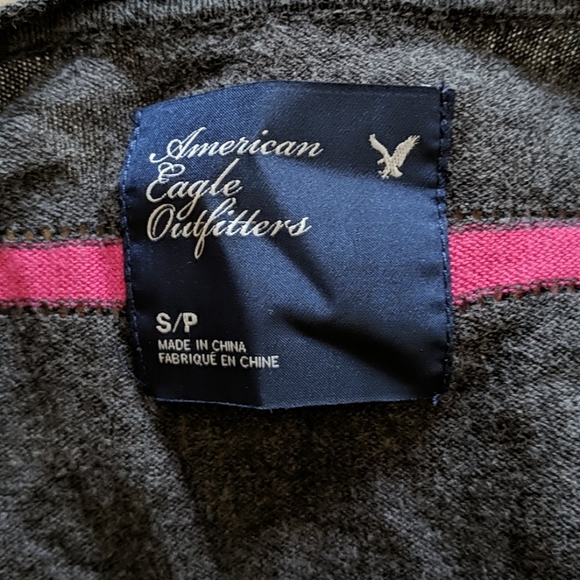 American
Eagle
Outfitters
S/P
MADE IN CHINA
FABRIQUÉ EN CHINE